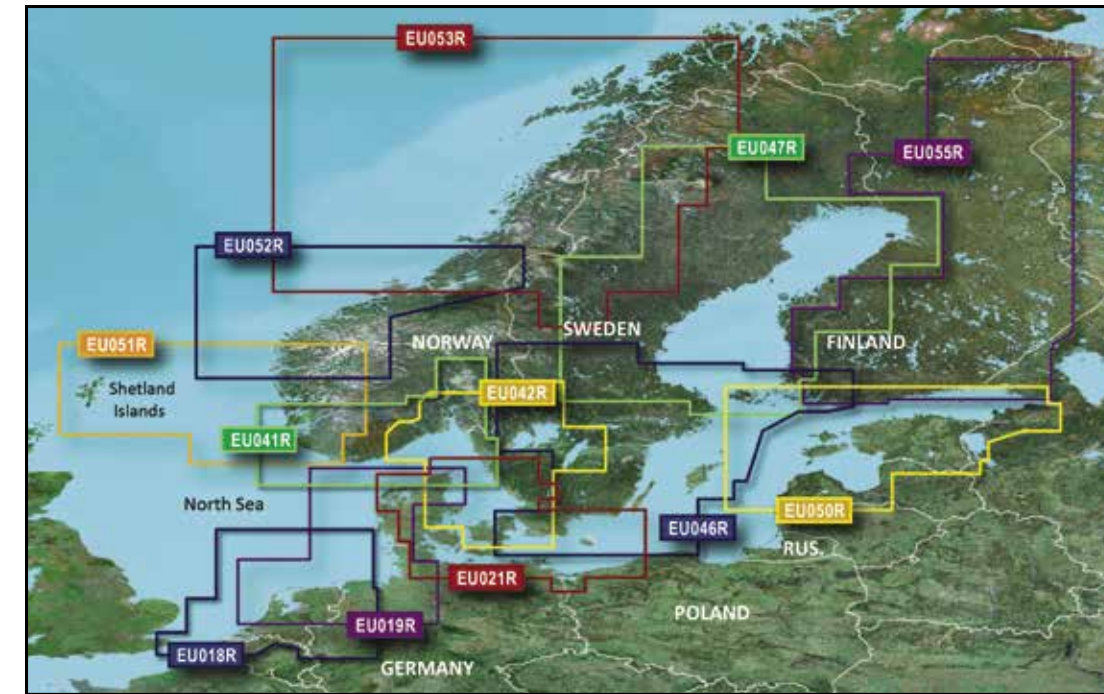 EU053R
EU047R
EU055R
EU052R
SWEDEN
EU051R
NORWAY
FINLAND
Shetland
Islands
EU042R
EU041R
North Sea
EU050R
EU046R
RUS.
EU021R
POLAND
EU019R
EU018R
GERMANY